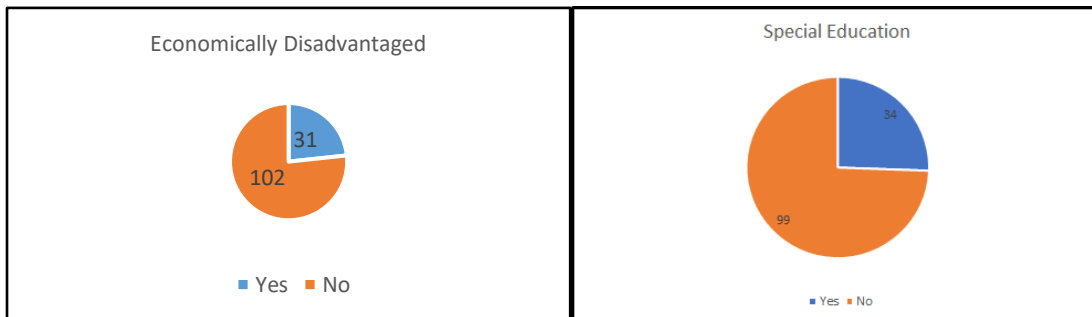 Economically Disadvantaged
31
102
Yes No
Special Education
34
99
Yes No